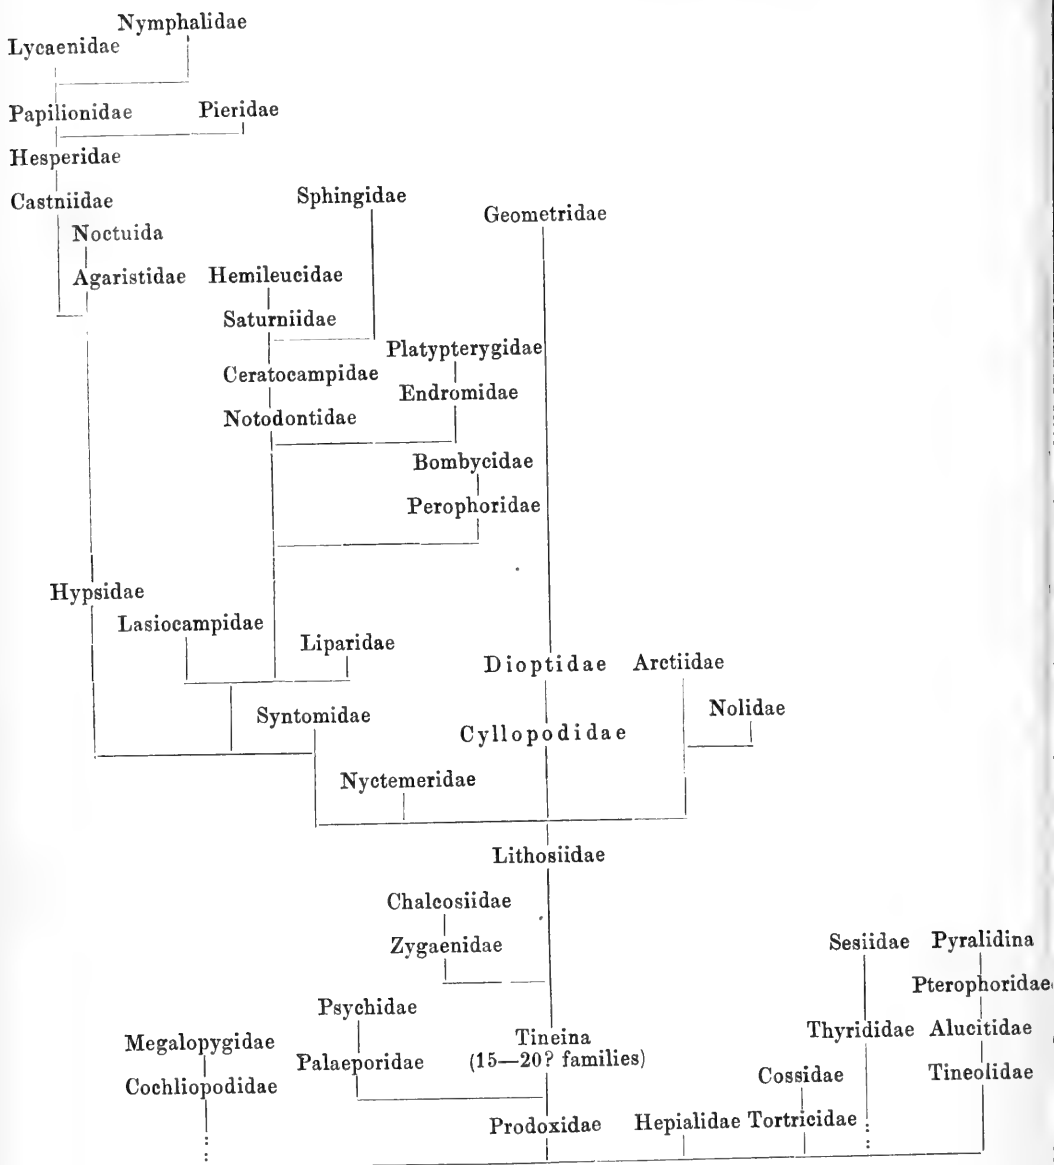 Nymphalidae
Lycaenidae
Papilionidae Pieridae
Hesperidae
Castniidae Sphingidae Geometridae
Noctuida
Agaristidae Hemileucidae
Saturniidae
Platypterygidae
Ceratocampidae
Endromidae
Notodontidae
Bombycidae
Perophoridae
Hypsidae
Lasiocampidae
Liparidae
Dioptidae Arctiidae
Syntomidae Nolidae
Cyllopodidae
Nyctemeridae
Lithosiidae
Chalcosiidae
Zygaenidae Sesiidae Pyralidina
Pterophoridae
Psychidae
Megalopygidae Tineina Thyrididae Alucitidae
Palaeporidae (15—20? families)
Cochliopodidae Cossidae Tineolidae
Prodoxidae Hepialidae Tortricidae